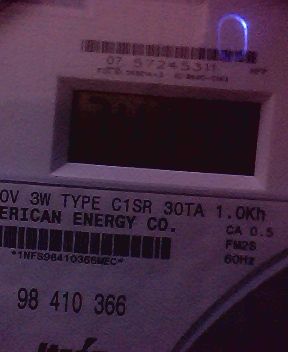 07 57245311
0V 3W TYPE C1SR 30TA 1.0Kh
ERICAN ENERGY CO.
CA 0.5
FM2S
60Hz
*1NFS98410366MEC*
98 410 366